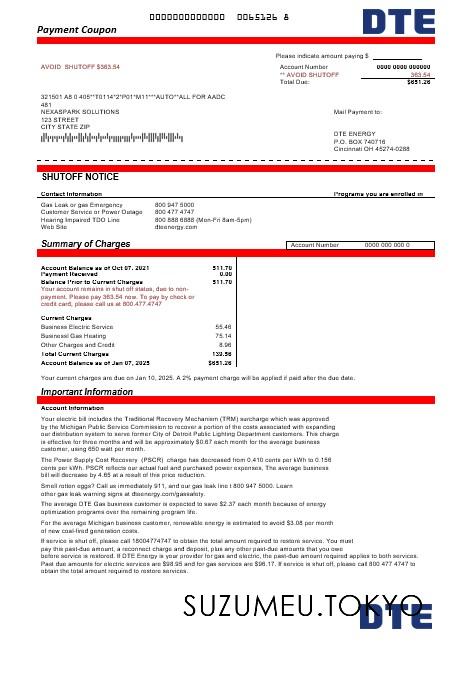 0000000000000 0065126 8
Payment Coupon
DTE
Please indicate amount paying $
AVOID SHUTOFF $363.54
Account Number 0000 0000 000000
** AVOID SHUTOFF 363.54
Total Due: $651.26
321501 A8 0 405**T0114*2*P01*M11***AUTO**ALL FOR AADC
481
NEXASPARK SOLUTIONS
123 STREET
CITY STATE ZIP
Mail Payment to:
DTE ENERGY
P.O. BOX 740716
Cincinnati OH 45274-0288
SHUTOFF NOTICE
Contact Information
Programs you are enrolled in
Gas Leak or gas Emergency 800 947 5000
Customer Service or Power Outage 800 477 4747
Hearing Impaired TDO Line 800 888 6888 (Mon-Fri 8am-5pm)
Web Site dteenergy.com
Summary of Charges
Account Number 0000 000 000 0
Account Balance as of Oct 07, 2021 511.70
Payment Received 0.00
Balance Prior to Current Charges 511.70
Your account remains in shut off status, due to non-
payment. Please pay 363.54 now. To pay by check or
credit card, please call us at 800.477.4747
Current Charges
Business Electric Service 55.46
Businessl Gas Heating 75.14
Other Charges and Credit 8.96
Total Current Charges 139.56
Account Balance as of Jan 07, 2025 $651.26
Your current charges are due on Jan 10, 2025. A 2% payment charge will be applied if paid after the due date.
Important Information
Account Information
Your electric bill includes the Traditional Recovery Mechanism (TRM) surcharge which was approved
by the Michigan Public Service Commission to recover a portion of the costs associated with expanding
our distribution system to serve former City of Detroit Public Lighting Department customers. This charge
is effective for three months and will be approximately $0.67 each month for the average business
customer, using 650 watt per month.
The Power Supply Cost Recovery (PSCR) charge has decreased from 0.410 cents per kWh to 0.156
cents per kWh. PSCR reflects our actual fuel and purchased power expenses, The average business
bill will decrease by 4.65 at a result of this price reduction.
Smell rotten eggs? Call us immediately 911, and our gas leak line t 800 947 5000. Learn
other gas leak warning signs at dteenergy.com/gassafety.
The average DTE Gas business customer is expected to save $2.37 each month because of energy
optimization programs over the remaining program life.
For the average Michigan business customer, renewable energy is estimated to avoid $3.08 per month
of new coal-fired generation costs.
If service is shut off, please call 18004774747 to obtain the total amount required to restore service. You must
pay this past-due amount, a reconnect charge and deposit, plus any other past-due amounts that you owe
before service is restored. If DTE Energy is your provider for gas and electric, the past-due amount required applies to both services.
Past due amounts for electric services are $98.95 and for gas services are $96.17. If service is shut off, please call 800 477 4747 to
obtain the total amount required to restore services.
SUZUMEU.TOKYO
DTE